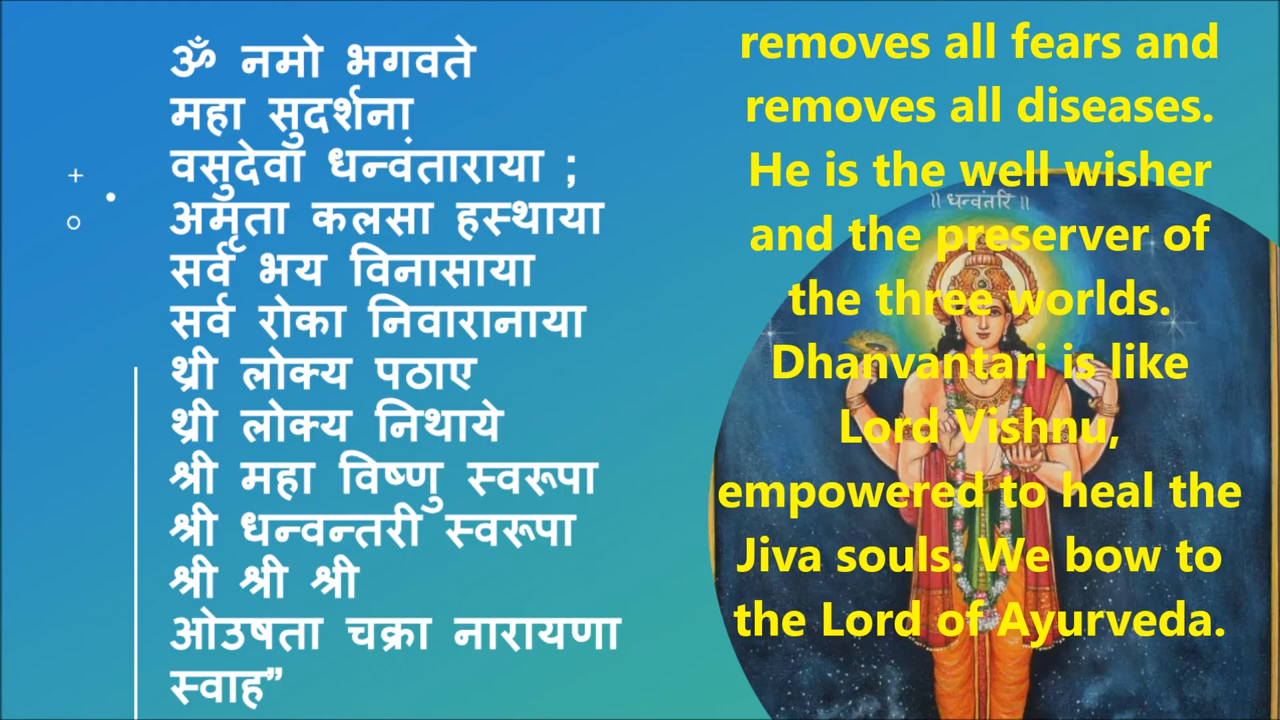 ॐ नमो भगवते
महा सुदर्शना
वसुदेवा धन्वंताराया ;
अमृता कलसा हस्थाया
सर्व भय विनासाया
सर्व रोका निवारानाया
थ्री लोक्य पठाए
थ्री लोक्य निथाये
श्री महा विष्णु स्वरूपा
श्री धन्वन्तरी स्वरूपा
श्री श्री श्री
ओउषता चक्रा नारायणा
स्वाह”
removes all fears and
removes all diseases.
He is the well wisher
and the preserver of
the three worlds.
Dhanvantari is like
Lord Vishnu,
empowered to heal the
Jiva souls. We bow to
the Lord of Ayurveda.
॥ धन्वंतरि ॥